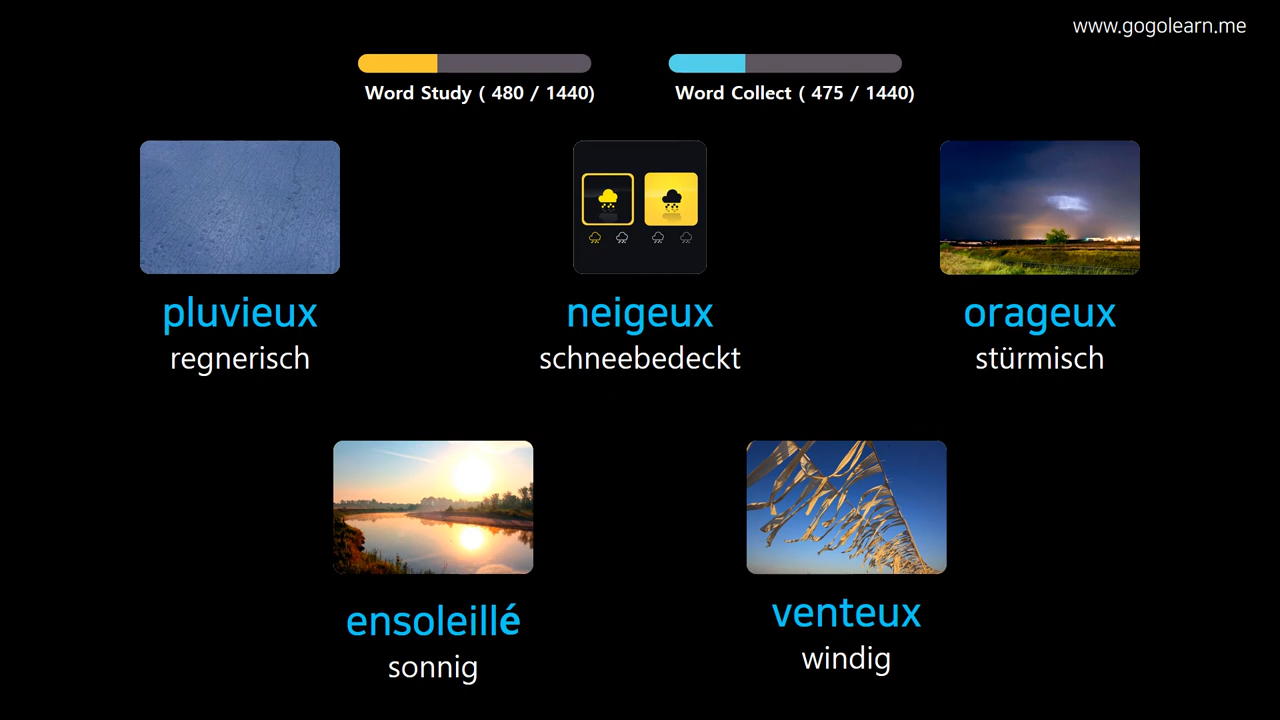 www.gogolearn.me
Word Study ( 480 / 1440)
Word Collect ( 475 / 1440)
pluvieux
regnerisch
neigeux
schneebedeckt
orageux
stürmisch
ensoleillé
sonnig
venteux
windig